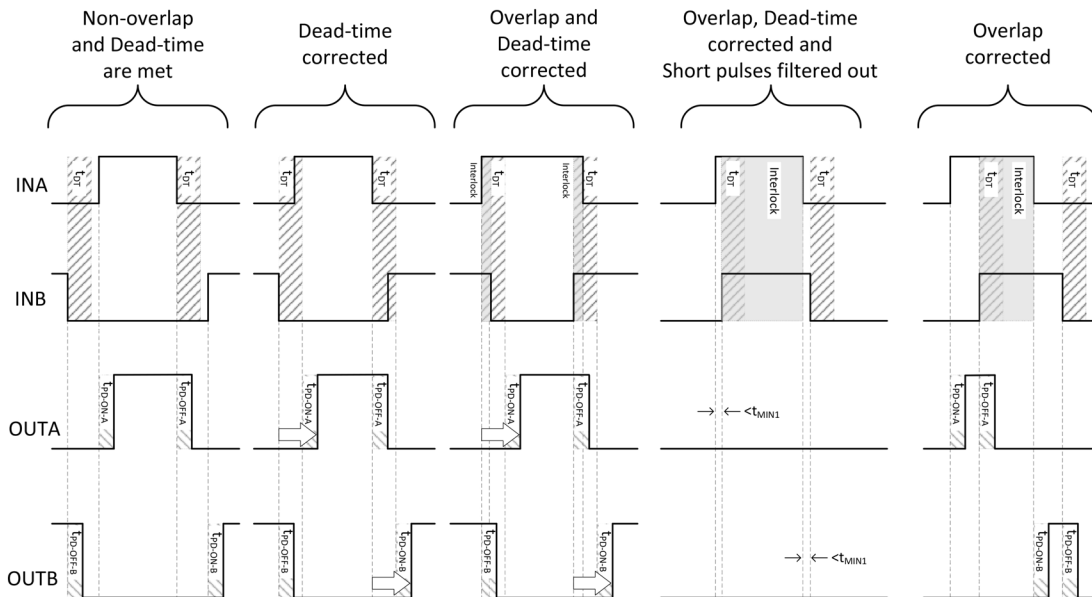 Non-overlap
and Dead-time
are met
Dead-time
corrected
Overlap and
Dead-time
corrected
Overlap, Dead-time
corrected and
Short pulses filtered out
Overlap
corrected
INA
tDT
tDT
tDT
tDT
Interlock
tDT
Interlock
tDT
tDT
Interlock
tDT
tDT
Interlock
tDT
INB
OUTA
tPD-ON-A
tPD-OFF-A
tPD-ON-A
tPD-OFF-A
tPD-ON-A
tPD-OFF-A
<tMIN1
tPD-ON-A
tPD-OFF-A
OUTB
tPD-OFF-B
tPD-ON-B
tPD-OFF-B
tPD-ON-B
tPD-OFF-B
tPD-ON-B
<tMIN1
tPD-ON-B
tPD-OFF-B